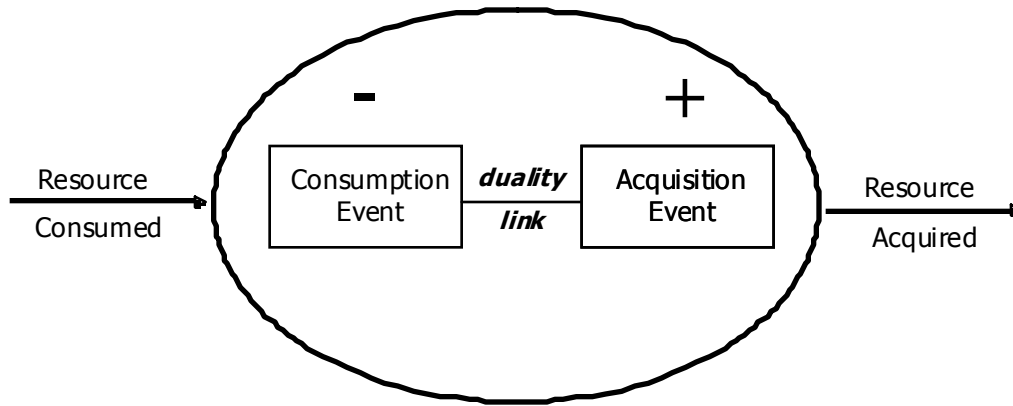 -
+
Resource
Consumed
Consumption
Event
duality
link
Acquisition
Event
Resource
Acquired